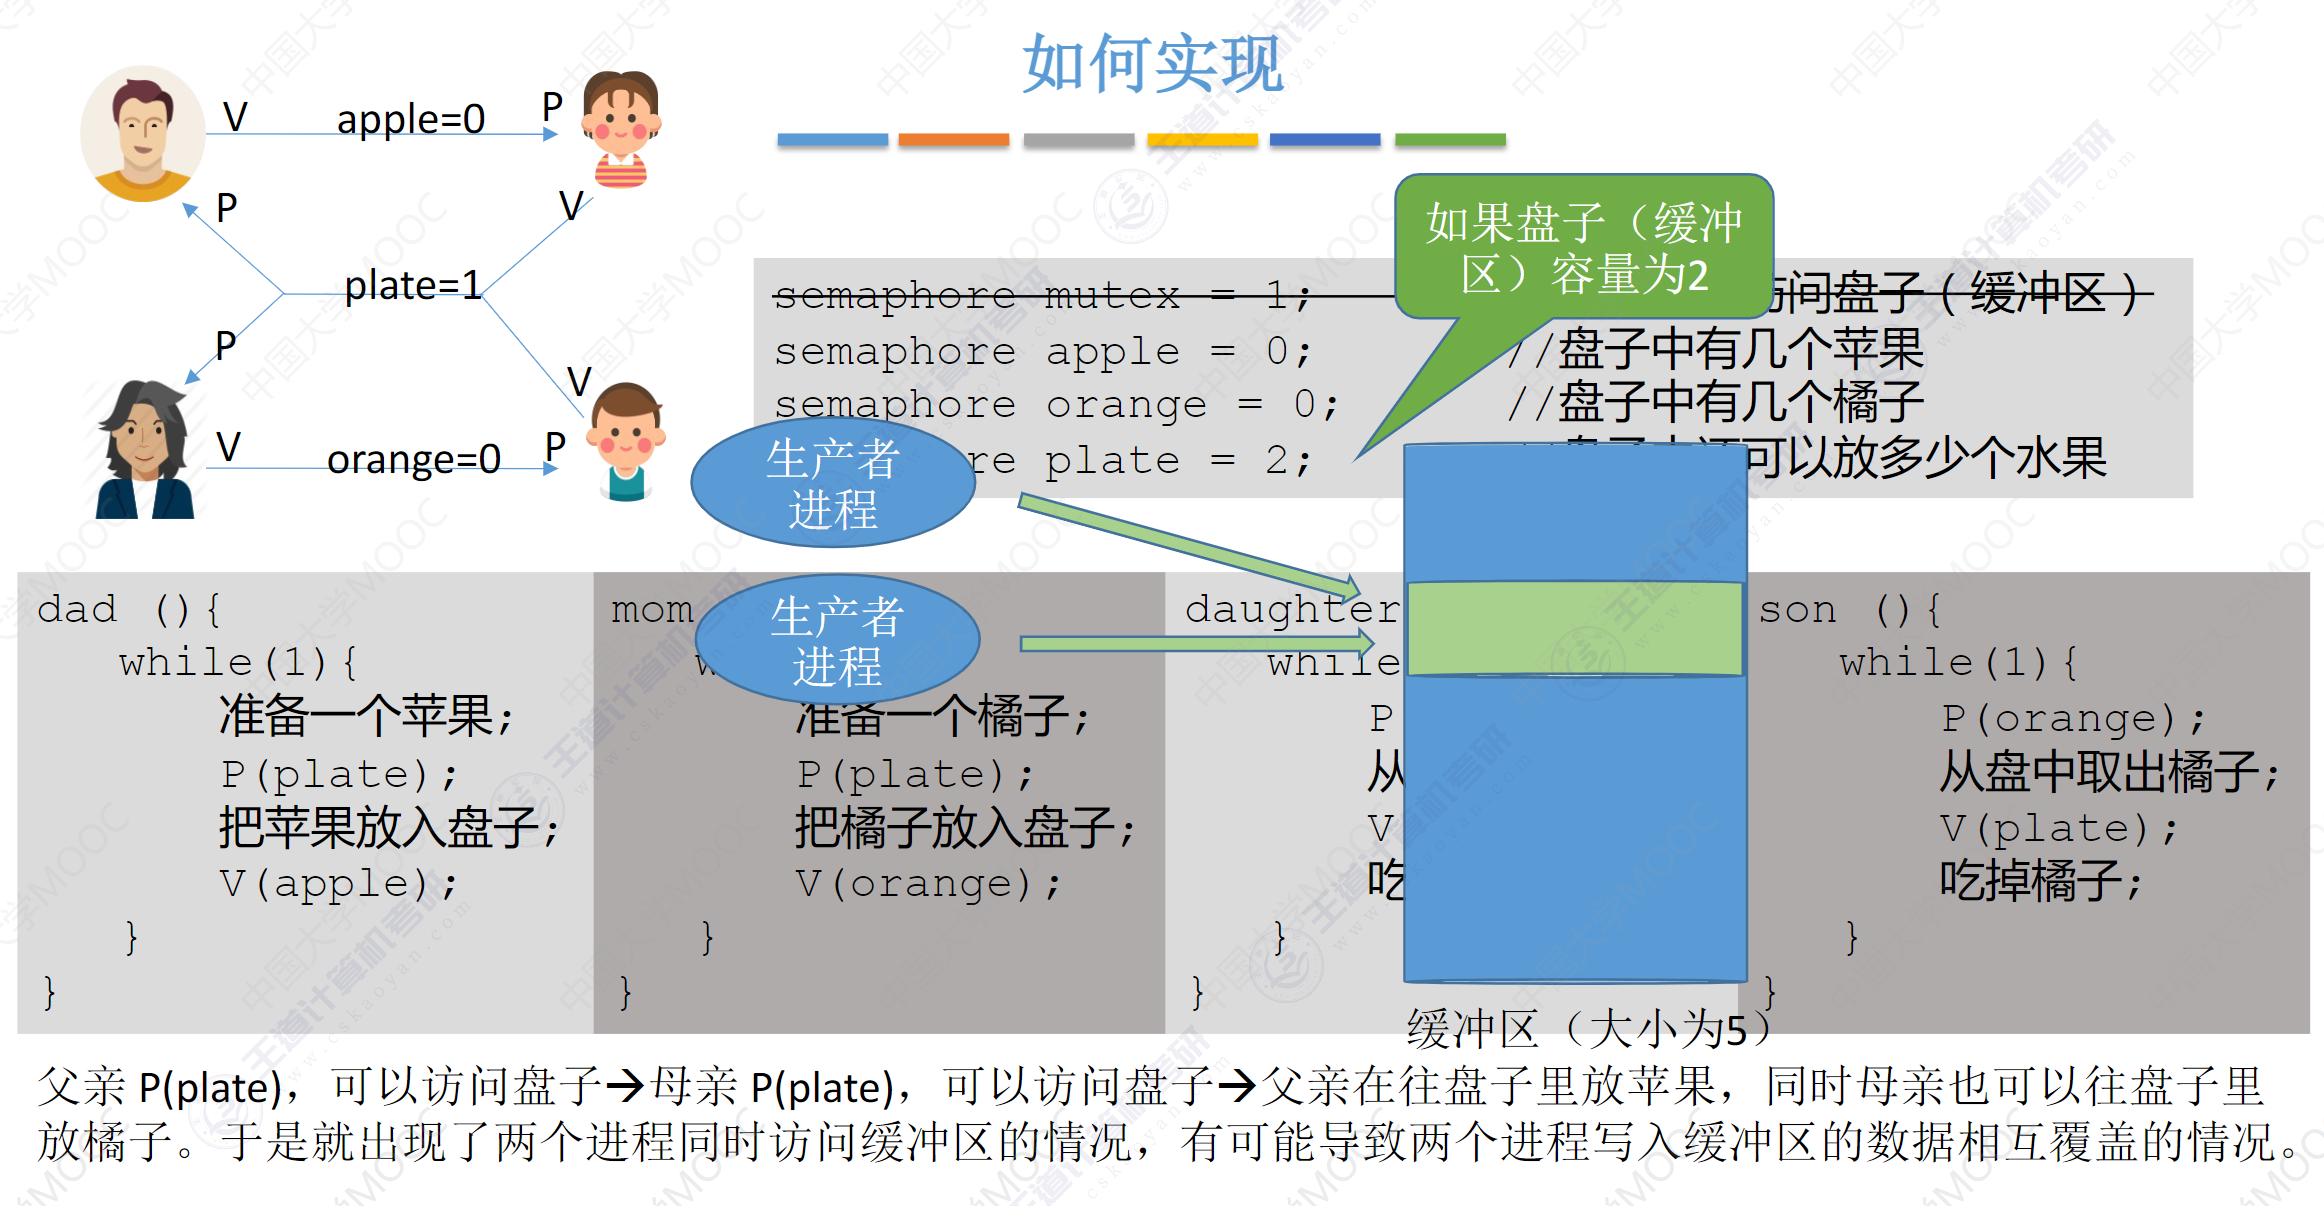 如何实现
V apple=0 P
P V
plate=1
P V
V orange=0 P
如果盘子（缓冲
区）容量为2
semaphore mutex = 1; 问盘子（缓冲区）
semaphore apple = 0; //盘子中有几个苹果
semaphore orange = 0; //盘子中有几个橘子
re plate = 2; 可以放多少个水果
生产者
进程
生产者
进程
dad (){
while(1){
准备一个苹果;
P(plate);
把苹果放入盘子;
V(apple);
}
}
mom
准备一个橘子;
P(plate);
把橘子放入盘子;
V(orange);
}
}
daughter
while
P
从
V
吃
}
}
son (){
while(1){
P(orange);
从盘中取出橘子;
V(plate);
吃掉橘子;
}
}
缓冲区（大小为5）
父亲 P(plate)，可以访问盘子→母亲 P(plate)，可以访问盘子→父亲在往盘子里放苹果，同时母亲也可以往盘子里
放橘子。于是就出现了两个进程同时访问缓冲区的情况，有可能导致两个进程写入缓冲区的数据相互覆盖的情况。